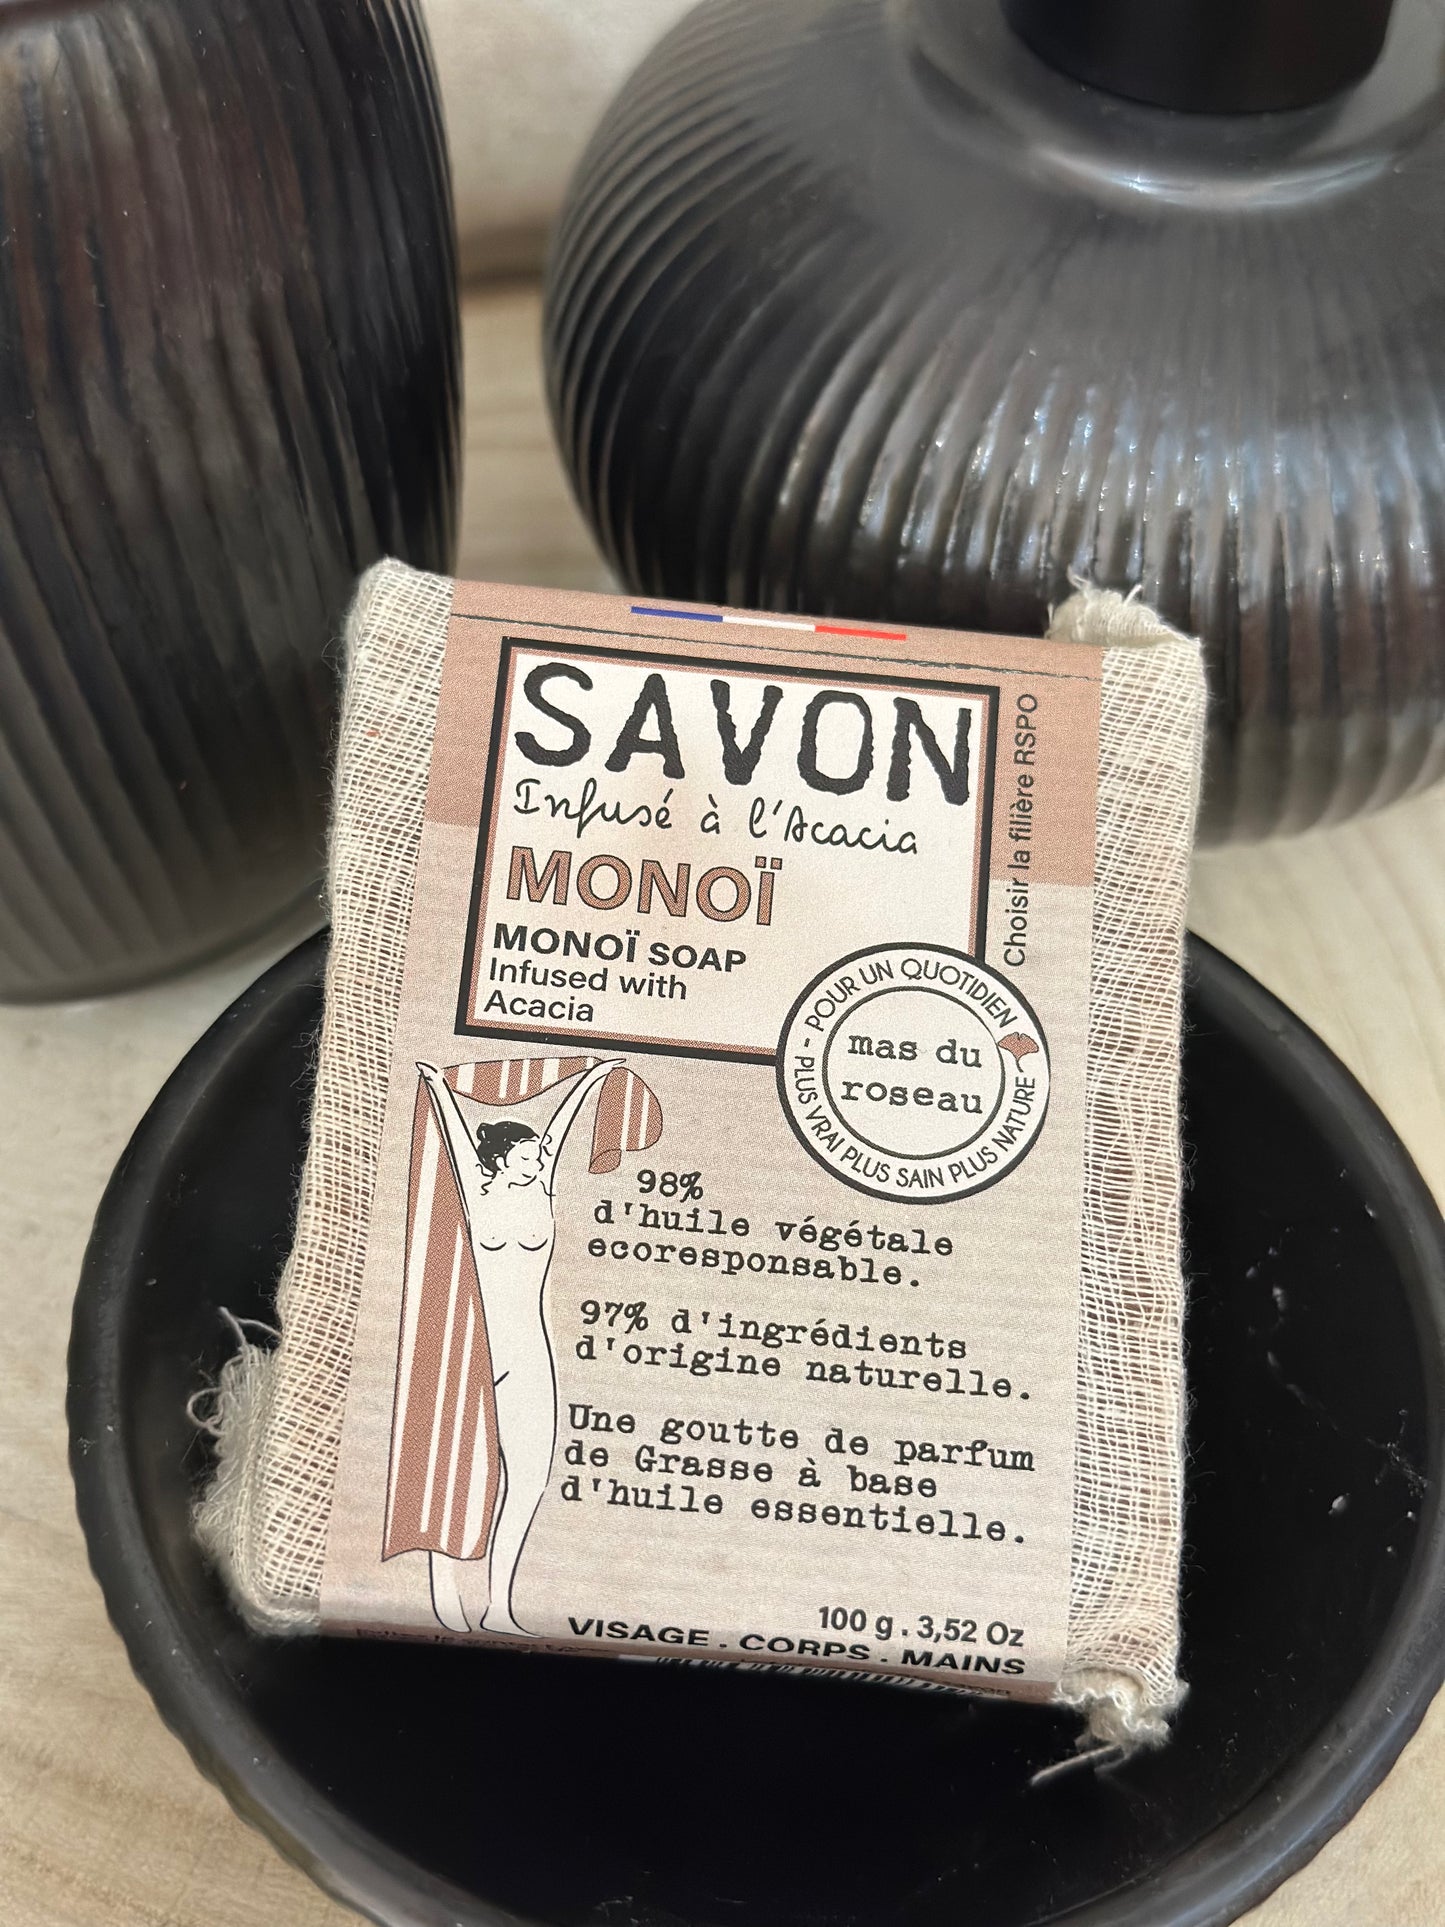 SAVON
Infusé à l'Acacia
MONOÏ
MONOÏ SOAP
Infused with
Acacia
Choisir la filière RSPO
- POUR UN QUOTIDIEN
PLUS VRAI PLUS SAIN PLUS NATURE
mas du
roseau
98%
d'huile végétale
ecoresponsable.
97% d'ingrédients
d'origine naturelle.
Une goutte de parfum
de Grasse à base
d'huile essentielle.
100 g . 3,52 Oz
VISAGE . CORPS . MAINS